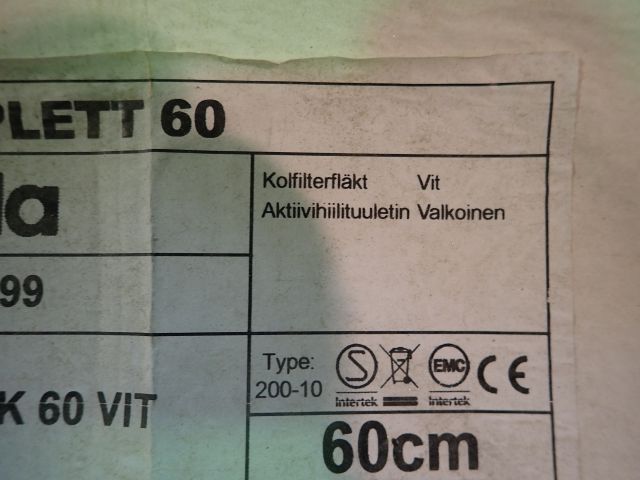 PLETT 60
la
Kolfilterfläkt Vit
Aktiivihiilituuletin Valkoinen
99
Type:
200-10
S
Intertek
EMC
Intertek
CE
K 60 VIT
60cm